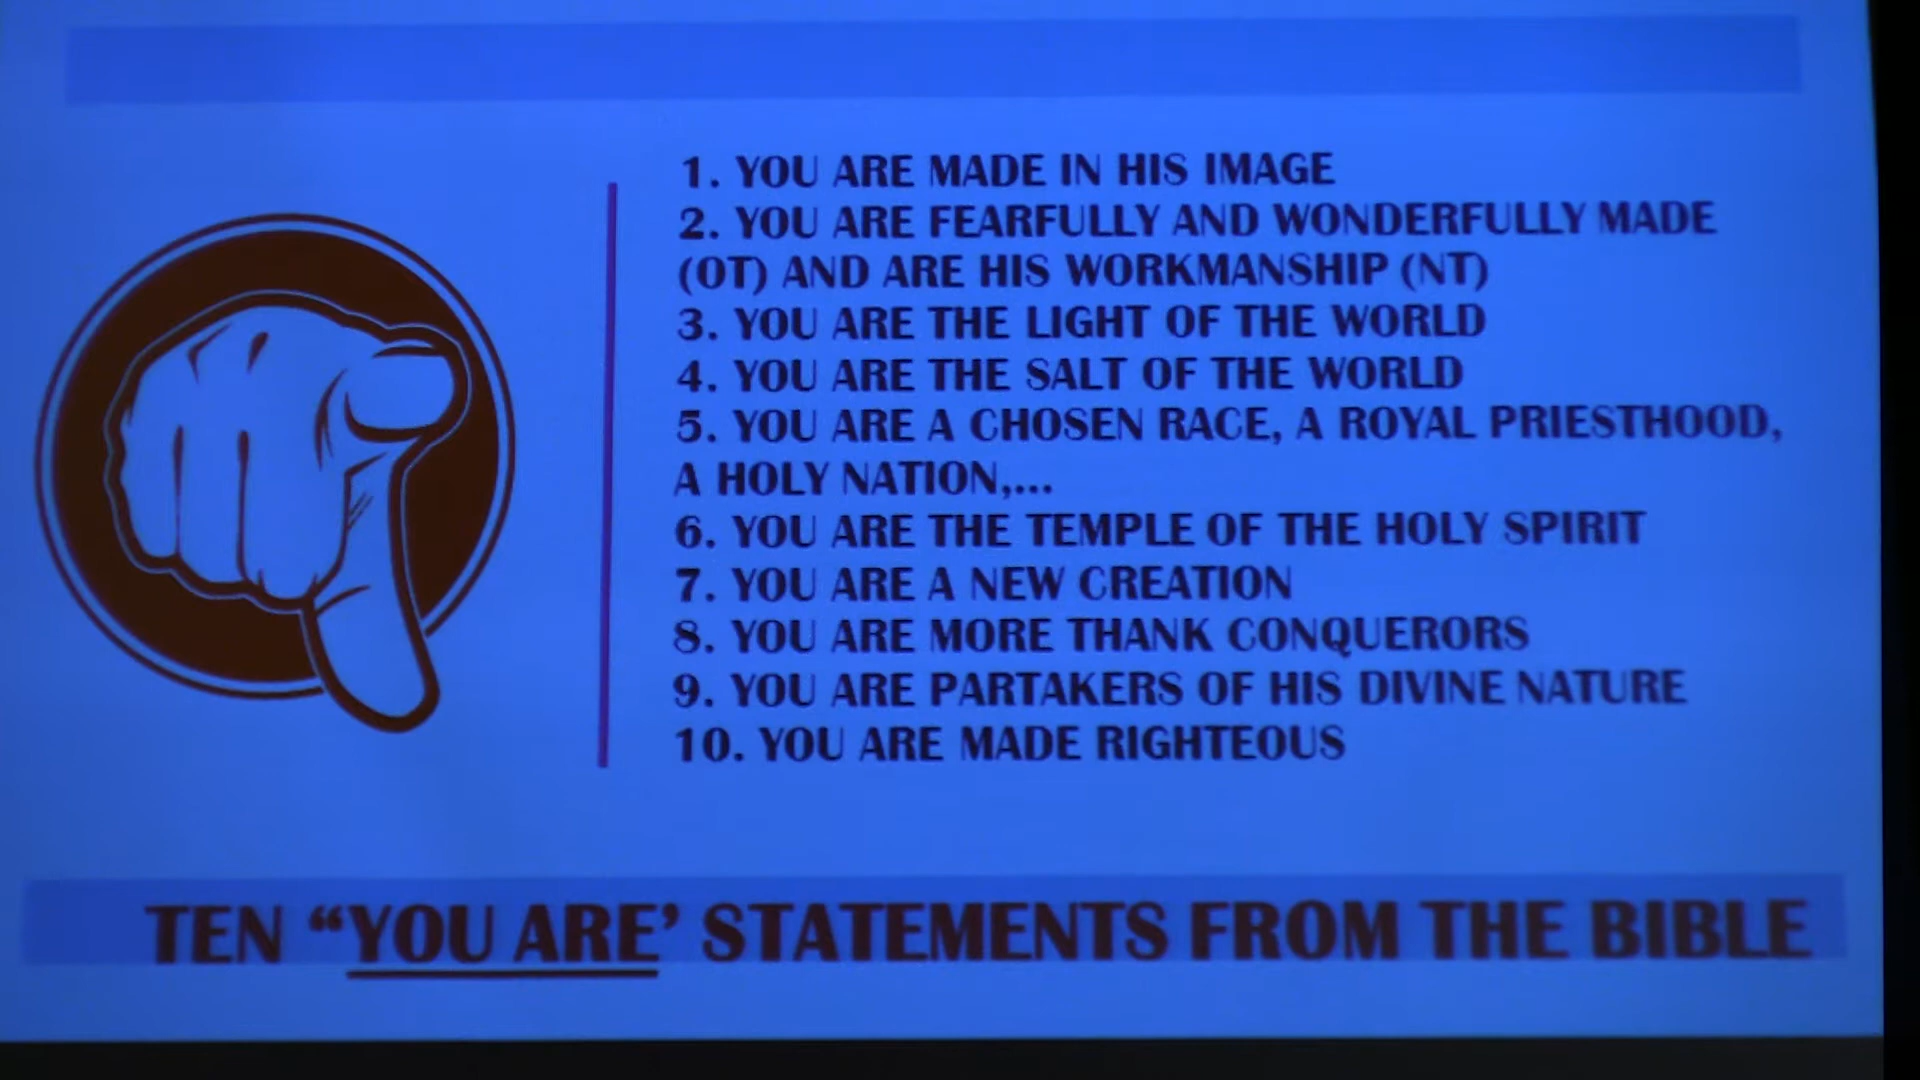 1. YOU ARE MADE IN HIS IMAGE
2. YOU ARE FEARFULLY AND WONDERFULLY MADE
(OT) AND ARE HIS WORKMANSHIP (NT)
3. YOU ARE THE LIGHT OF THE WORLD
4. YOU ARE THE SALT OF THE WORLD
5. YOU ARE A CHOSEN RACE, A ROYAL PRIESTHOOD,
A HOLY NATION,...
6. YOU ARE THE TEMPLE OF THE HOLY SPIRIT
7. YOU ARE A NEW CREATION
8. YOU ARE MORE THANK CONQUERORS
9. YOU ARE PARTAKERS OF HIS DIVINE NATURE
10. YOU ARE MADE RIGHTEOUS
TEN “YOU ARE’ STATEMENTS FROM THE BIBLE